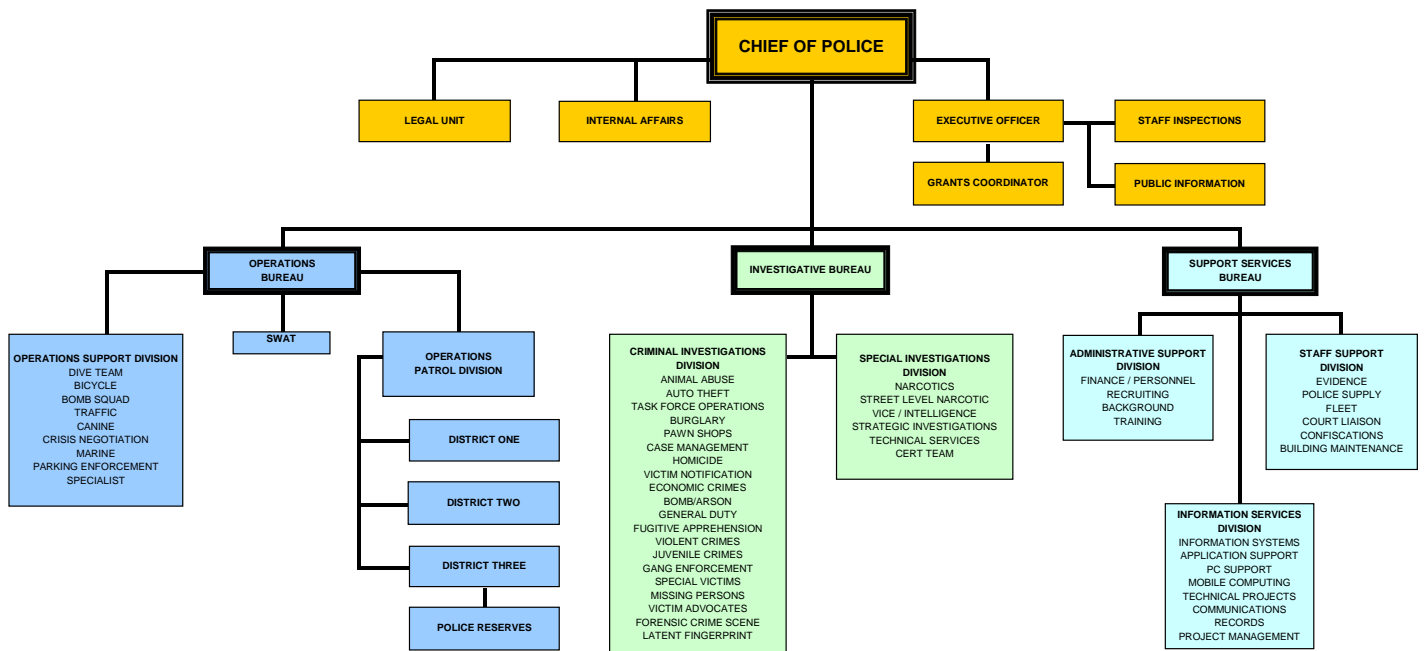 CHIEF OF POLICE
LEGAL UNIT
INTERNAL AFFAIRS
EXECUTIVE OFFICER
STAFF INSPECTIONS
GRANTS COORDINATOR
PUBLIC INFORMATION
OPERATIONS
BUREAU
INVESTIGATIVE BUREAU
SUPPORT SERVICES
BUREAU
OPERATIONS SUPPORT DIVISION
DIVE TEAM
BICYCLE
BOMB SQUAD
TRAFFIC
CANINE
CRISIS NEGOTIATION
MARINE
PARKING ENFORCEMENT
SPECIALIST
SWAT
OPERATIONS
PATROL DIVISION
DISTRICT ONE
DISTRICT TWO
DISTRICT THREE
POLICE RESERVES
CRIMINAL INVESTIGATIONS
DIVISION
ANIMAL ABUSE
AUTO THEFT
TASK FORCE OPERATIONS
BURGLARY
PAWN SHOPS
CASE MANAGEMENT
HOMICIDE
VICTIM NOTIFICATION
ECONOMIC CRIMES
BOMB/ARSON
GENERAL DUTY
FUGITIVE APPREHENSION
VIOLENT CRIMES
JUVENILE CRIMES
GANG ENFORCEMENT
SPECIAL VICTIMS
MISSING PERSONS
VICTIM ADVOCATES
FORENSIC CRIME SCENE
LATENT FINGERPRINT
SPECIAL INVESTIGATIONS
DIVISION
NARCOTICS
STREET LEVEL NARCOTIC
VICE / INTELLIGENCE
STRATEGIC INVESTIGATIONS
TECHNICAL SERVICES
CERT TEAM
ADMINISTRATIVE SUPPORT
DIVISION
FINANCE / PERSONNEL
RECRUITING
BACKGROUND
TRAINING
STAFF SUPPORT
DIVISION
EVIDENCE
POLICE SUPPLY
FLEET
COURT LIAISON
CONFISCATIONS
BUILDING MAINTENANCE
INFORMATION SERVICES
DIVISION
INFORMATION SYSTEMS
APPLICATION SUPPORT
PC SUPPORT
MOBILE COMPUTING
TECHNICAL PROJECTS
COMMUNICATIONS
RECORDS
PROJECT MANAGEMENT